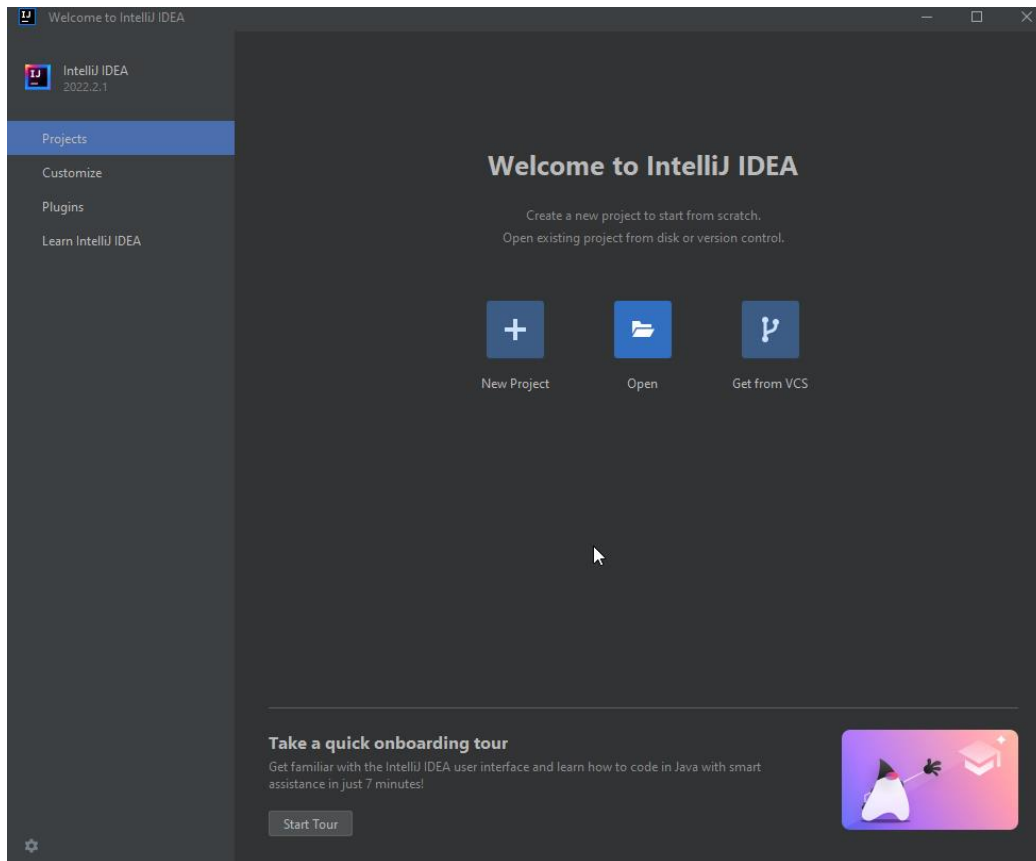 Welcome to IntelliJ IDEA
IntelliJ IDEA
2022.2.1
Projects
Customize
Plugins
Learn IntelliJ IDEA
Welcome to IntelliJ IDEA
Create a new project to start from scratch.
Open existing project from disk or version control.
New Project
Open
Get from VCS
Take a quick onboarding tour
Get familiar with the IntelliJ IDEA user interface and learn how to code in Java with smart
assistance in just 7 minutes!
Start Tour